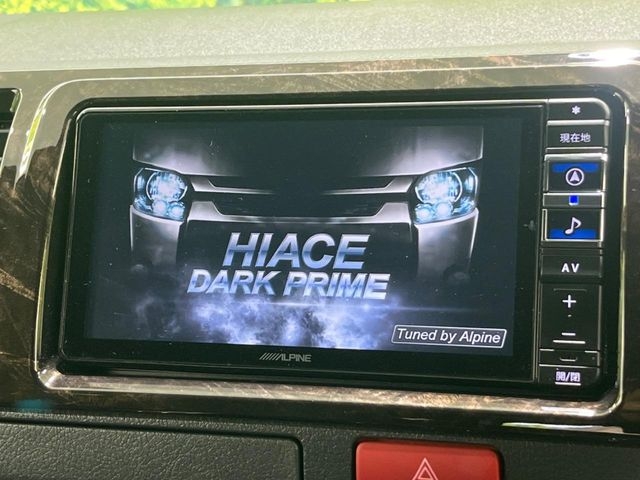 HIACE
DARK PRIME
Tuned by Alpine
ALPINE
現在地
AV
+
−
開/閉